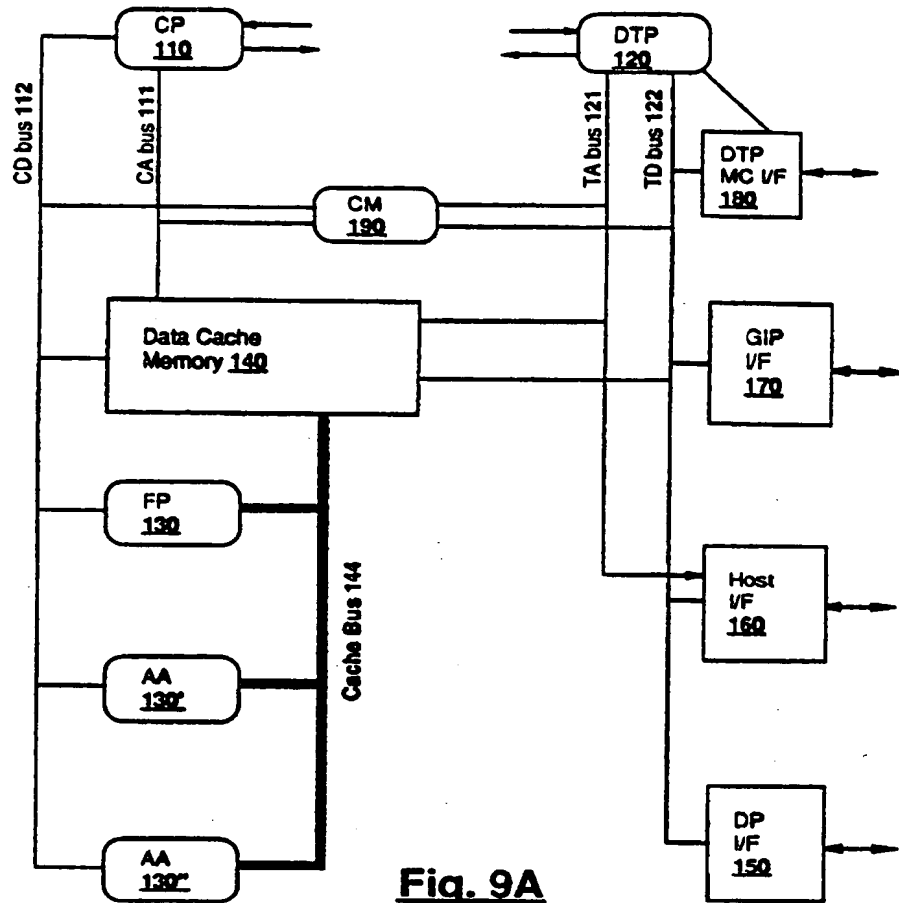 CP
110
DTP
120
CD bus 112
CA bus 111
TA bus 121
TD bus 122
DTP
MC I/F
180
CM
190
Data Cache
Memory 140
GIP
I/F
170
FP
130
Cache Bus 144
Host
I/F
160
AA
130'
DP
I/F
150
AA
130"
Fig. 9A